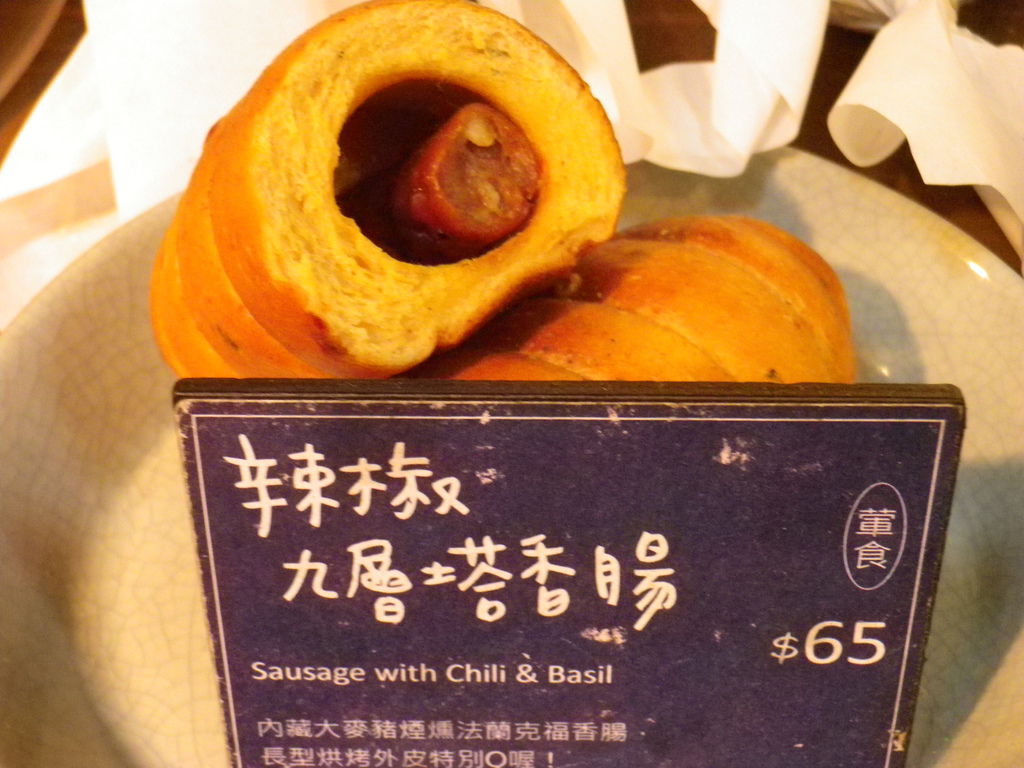 辣椒
九層塔香腸
葷食
$65
Sausage with Chili & Basil
內藏大麥豬煙燻法蘭克福香腸
長型烘烤外皮特別Q喔！